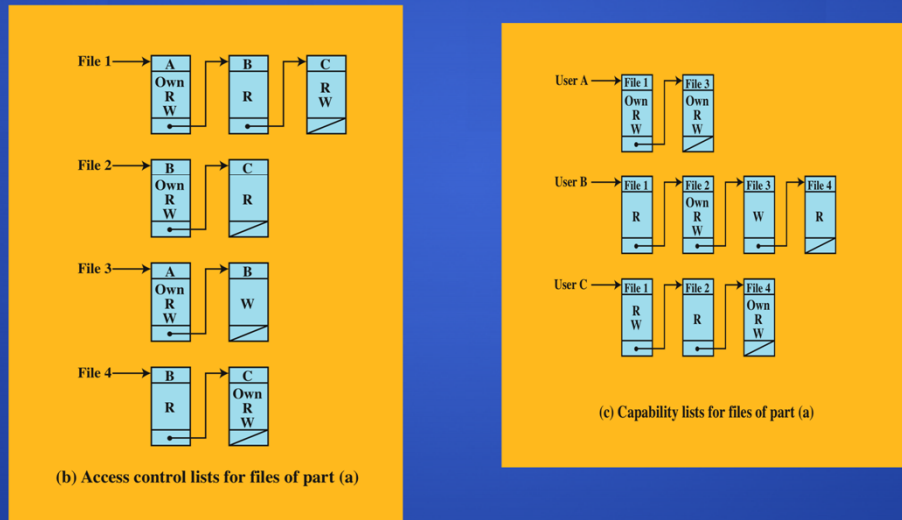 File 1
A
Own
R
W
B
R
C
R
W
File 2
B
Own
R
W
C
R
File 3
A
Own
R
W
B
W
File 4
B
R
C
Own
R
W
(b) Access control lists for files of part (a)
User A
File 1
Own
R
W
File 3
Own
R
W
User B
File 1
R
File 2
Own
R
W
File 3
W
File 4
R
User C
File 1
R
W
File 2
R
File 4
Own
R
W
(c) Capability lists for files of part (a)